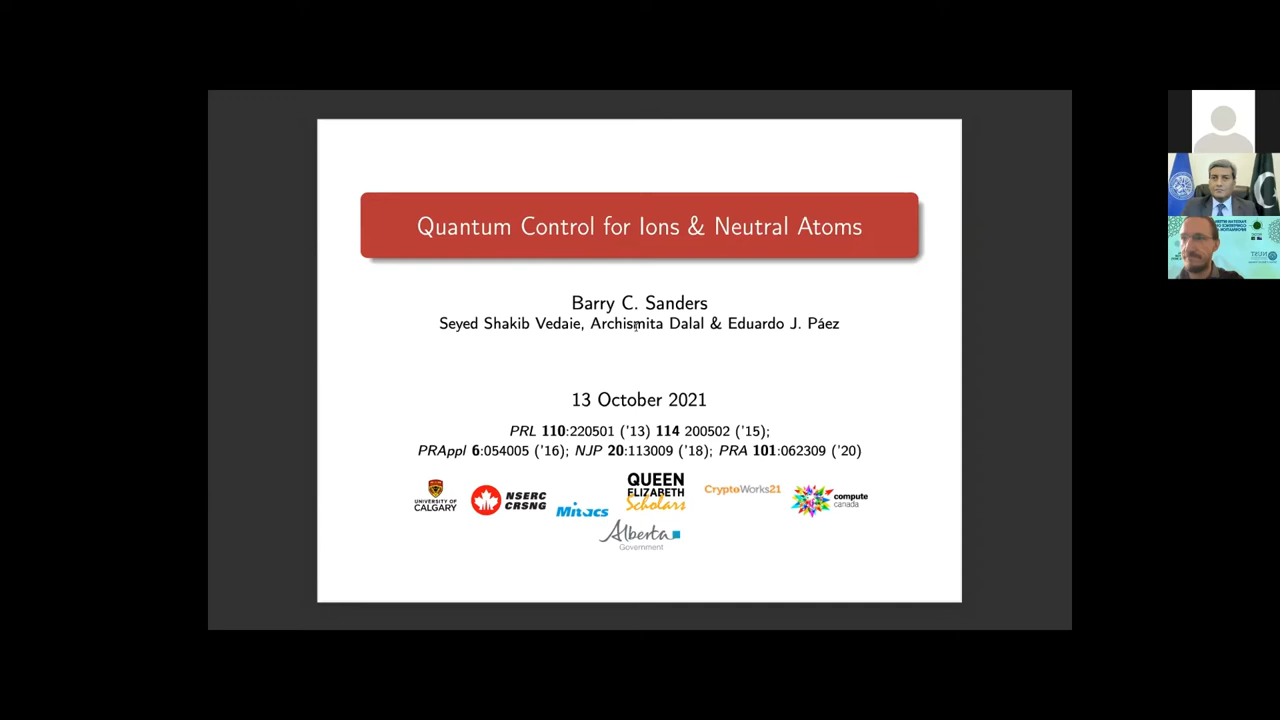 Quantum Control for Ions & Neutral Atoms
Barry C. Sanders
Seyed Shakib Vedaie, Archismita Dalal & Eduardo J. Páez
13 October 2021
PRL 110:220501 ('13) 114 200502 ('15);
PRAppl 6:054005 ('16); NJP 20:113009 ('18); PRA 101:062309 ('20)
UNIVERSITY OF
CALGARY
NSERC
CRSNG
Mitacs
QUEEN
ELIZABETH
Scholars
CryptoWorks21
compute
canada
Alberta
Government
NUST